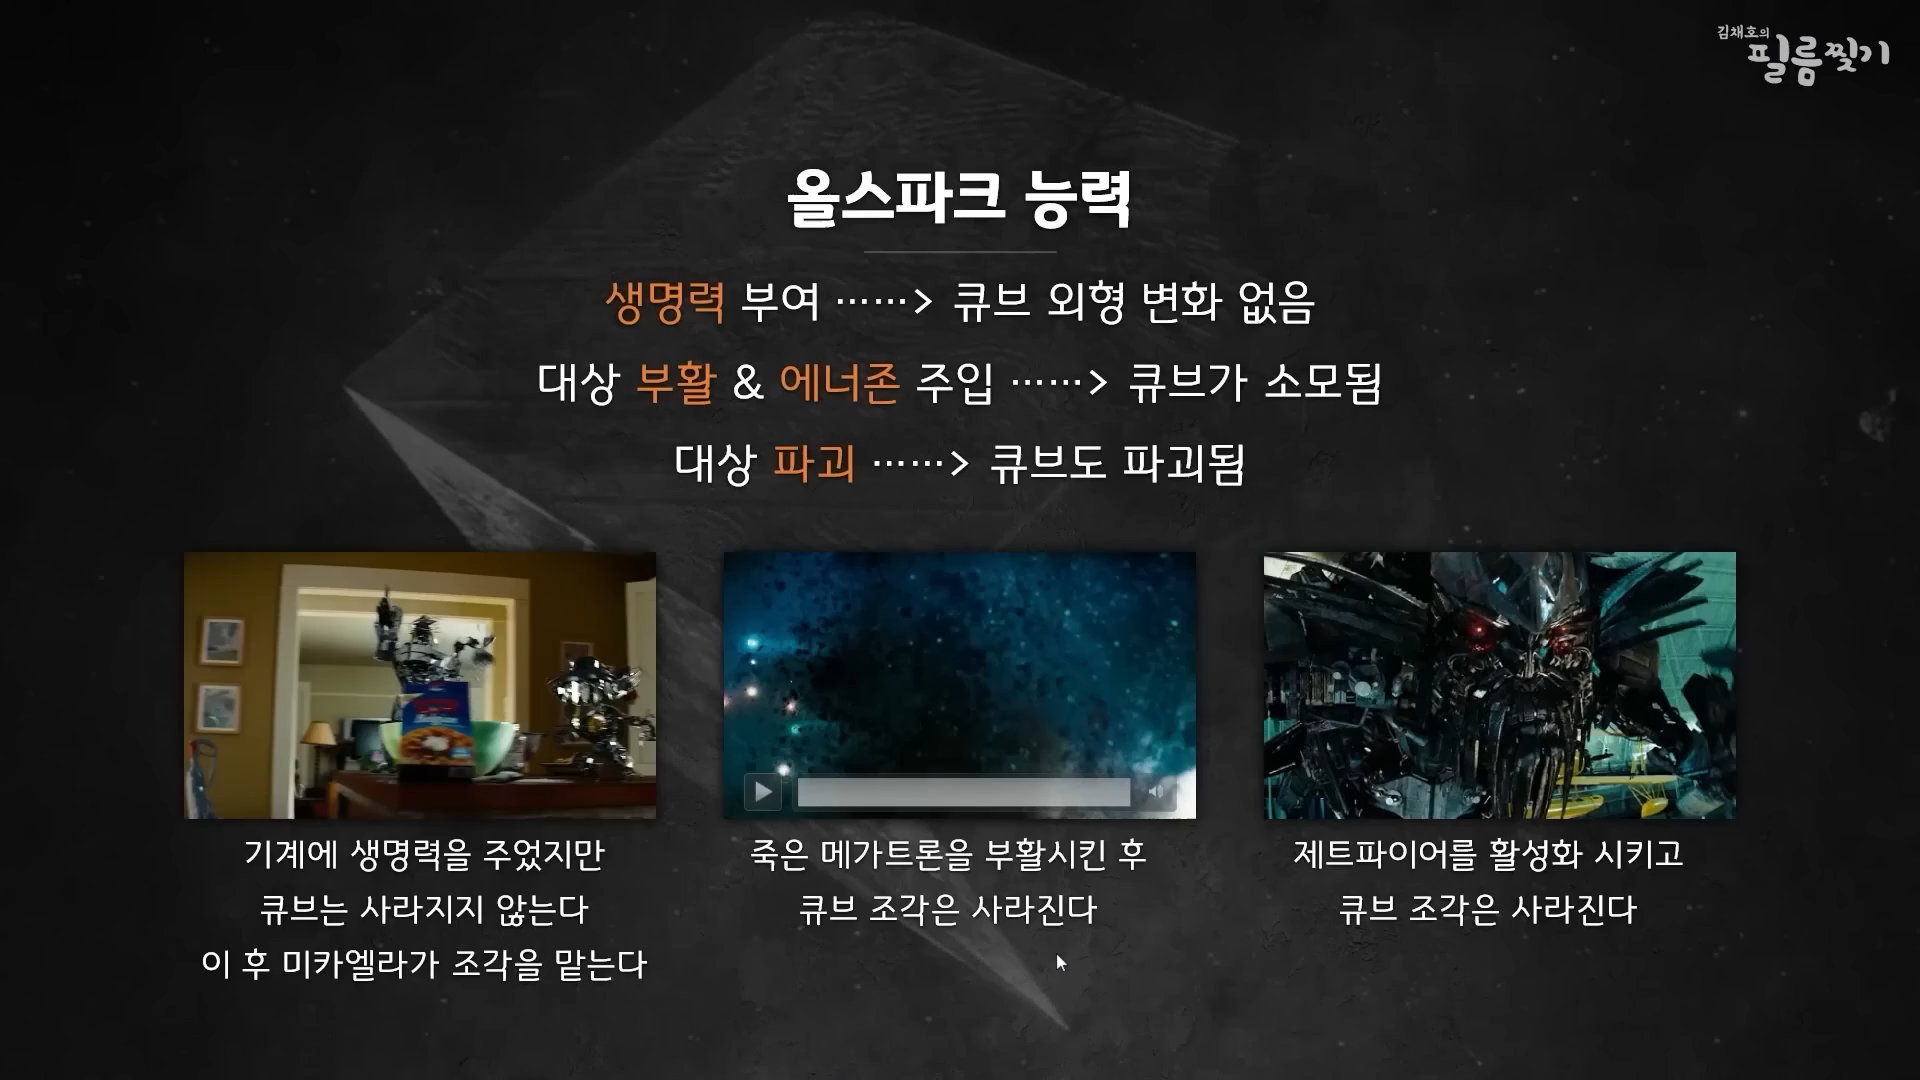 김채호의
필름찢기
올스파크 능력
생명력 부여 ……> 큐브 외형 변화 없음
대상 부활 & 에너존 주입 ……> 큐브가 소모됨
대상 파괴 ……> 큐브도 파괴됨
기계에 생명력을 주었지만
큐브는 사라지지 않는다
이 후 미카엘라가 조각을 맡는다
죽은 메가트론을 부활시킨 후
큐브 조각은 사라진다
제트파이어를 활성화 시키고
큐브 조각은 사라진다